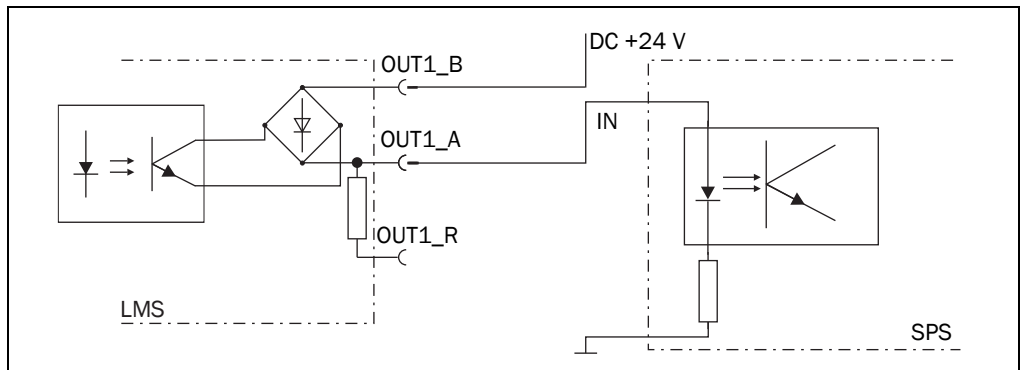 DC +24 V
OUT1_B
IN
OUT1_A
OUT1_R
LMS
SPS